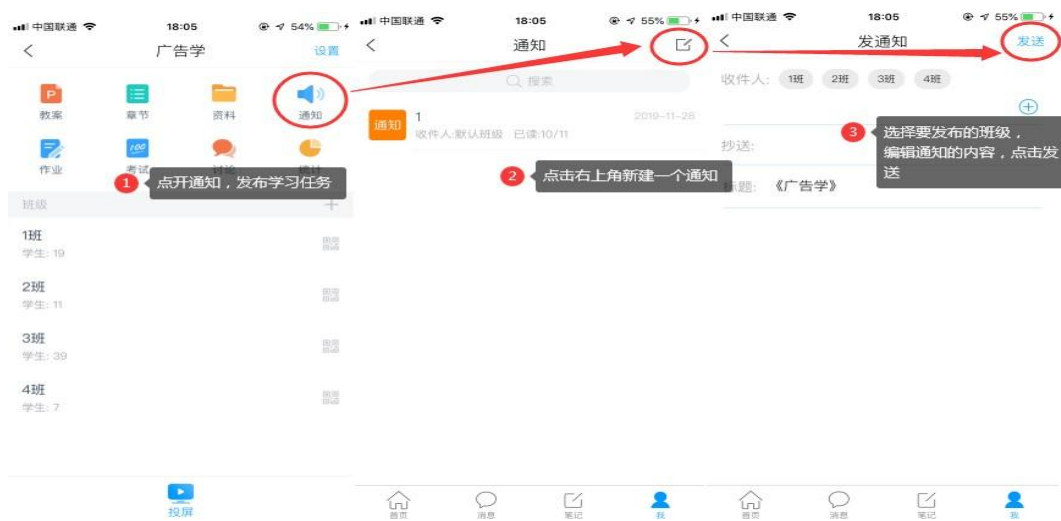 中国联通 18:05 54%
广告学 设置
P
教案 章节 资料 通知
100
作业 考试 讨论 统计
1 点开通知，发布学习任务
班级
1班
学生: 19
2班
学生: 11
3班
学生: 39
4班
学生: 7
投屏
中国联通 18:05 55%
通知
搜索
通知 1 2019-11-28
收件人:默认班级 已读:10/11
2 点击右上角新建一个通知
首页 消息 笔记 我
中国联通 18:05 55%
发通知 发送
收件人: 1班 2班 3班 4班
3 选择要发布的班级，
编辑通知的内容，点击发
送
抄送:
标题: 《广告学》
首页 消息 笔记 我